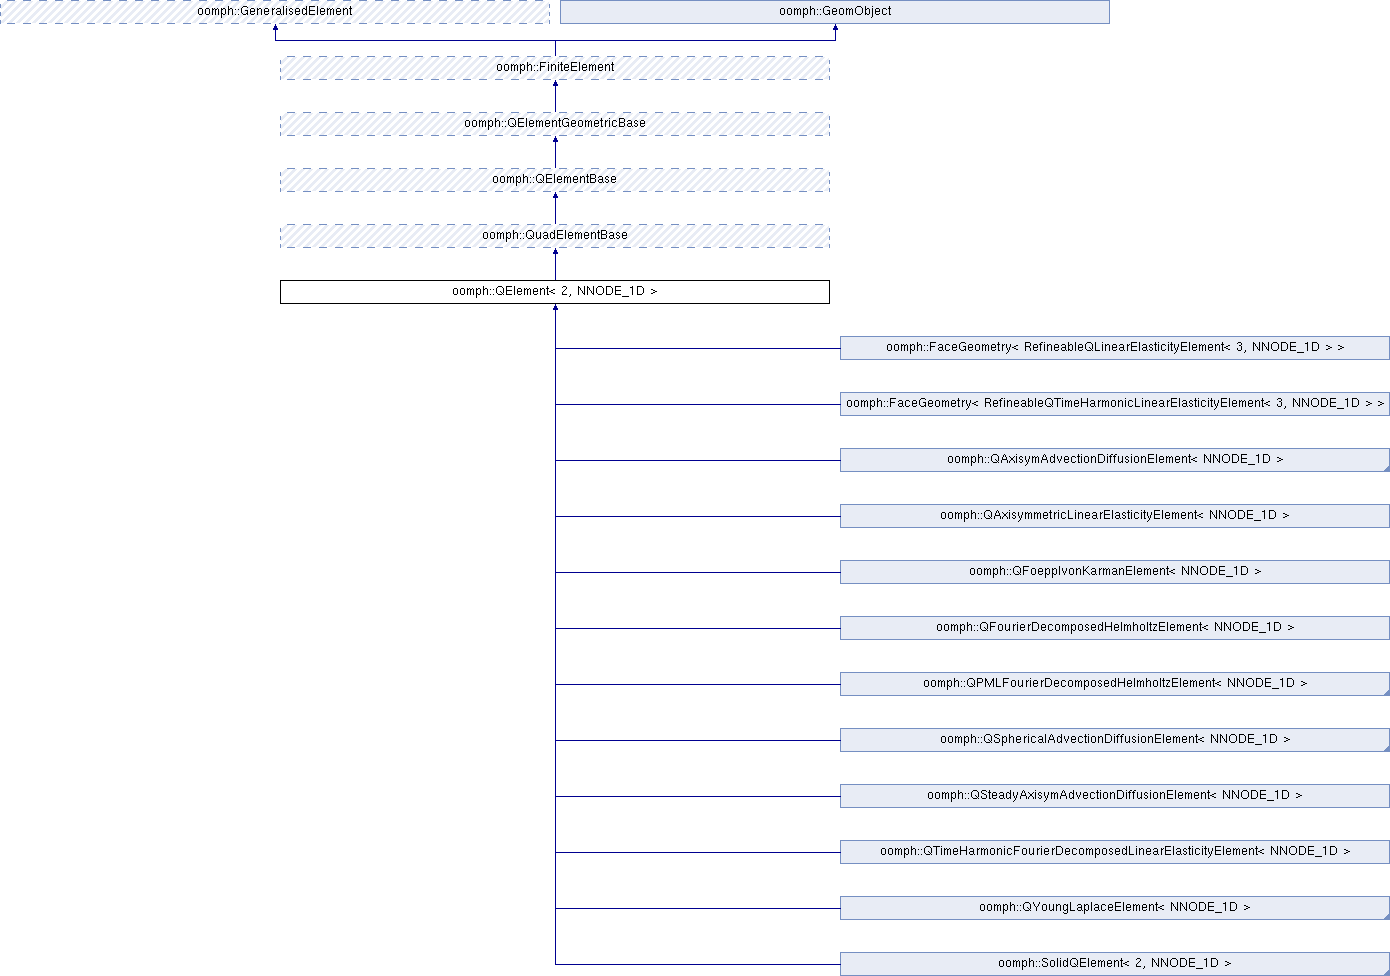 oomph::GeneralisedElement
oomph::GeomObject
oomph::FiniteElement
oomph::QElementGeometricBase
oomph::QElementBase
oomph::QuadElementBase
oomph::QElement< 2, NNODE_1D >
oomph::FaceGeometry< RefineableQLinearElasticityElement< 3, NNODE_1D > >
oomph::FaceGeometry< RefineableQTimeHarmonicLinearElasticityElement< 3, NNODE_1D > >
oomph::QAxisymAdvectionDiffusionElement< NNODE_1D >
oomph::QAxisymmetricLinearElasticityElement< NNODE_1D >
oomph::QFoepplvonKarmanElement< NNODE_1D >
oomph::QFourierDecomposedHelmholtzElement< NNODE_1D >
oomph::QPMLFourierDecomposedHelmholtzElement< NNODE_1D >
oomph::QSphericalAdvectionDiffusionElement< NNODE_1D >
oomph::QSteadyAxisymAdvectionDiffusionElement< NNODE_1D >
oomph::QTimeHarmonicFourierDecomposedLinearElasticityElement< NNODE_1D >
oomph::QYoungLaplaceElement< NNODE_1D >
oomph::SolidQElement< 2, NNODE_1D >